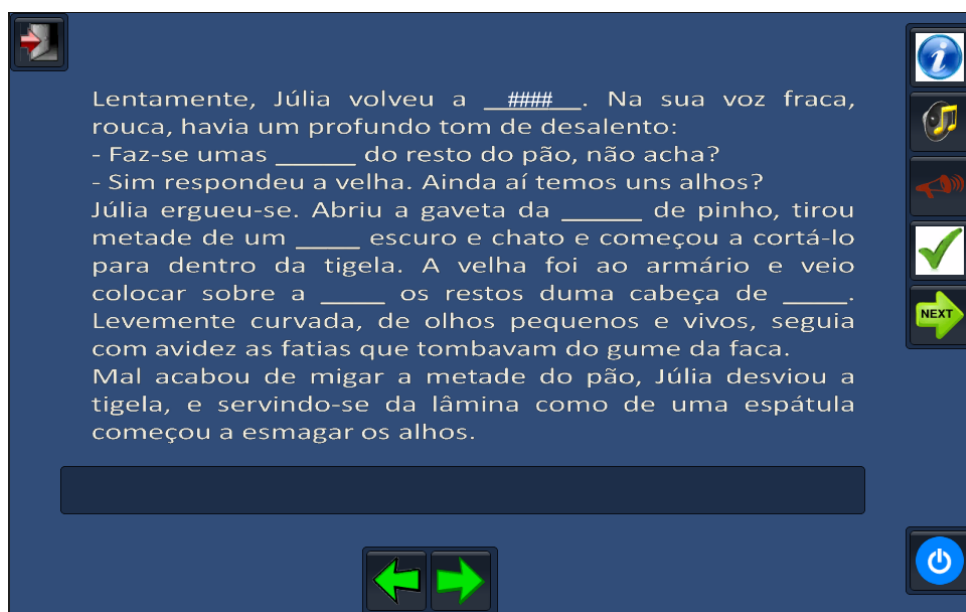 Lentamente, Júlia volveu a __####__. Na sua voz fraca,
rouca, havia um profundo tom de desalento:
- Faz-se umas ______ do resto do pão, não acha?
- Sim respondeu a velha. Ainda aí temos uns alhos?
Júlia ergueu-se. Abriu a gaveta da ______ de pinho, tirou
metade de um _____ escuro e chato e começou a cortá-lo
para dentro da tigela. A velha foi ao armário e veio
colocar sobre a _____ os restos duma cabeça de _____.
Levemente curvada, de olhos pequenos e vivos, seguia
com avidez as fatias que tombavam do gume da faca.
Mal acabou de migar a metade do pão, Júlia desviou a
tigela, e servindo-se da lâmina como de uma espátula
começou a esmagar os alhos.
NEXT